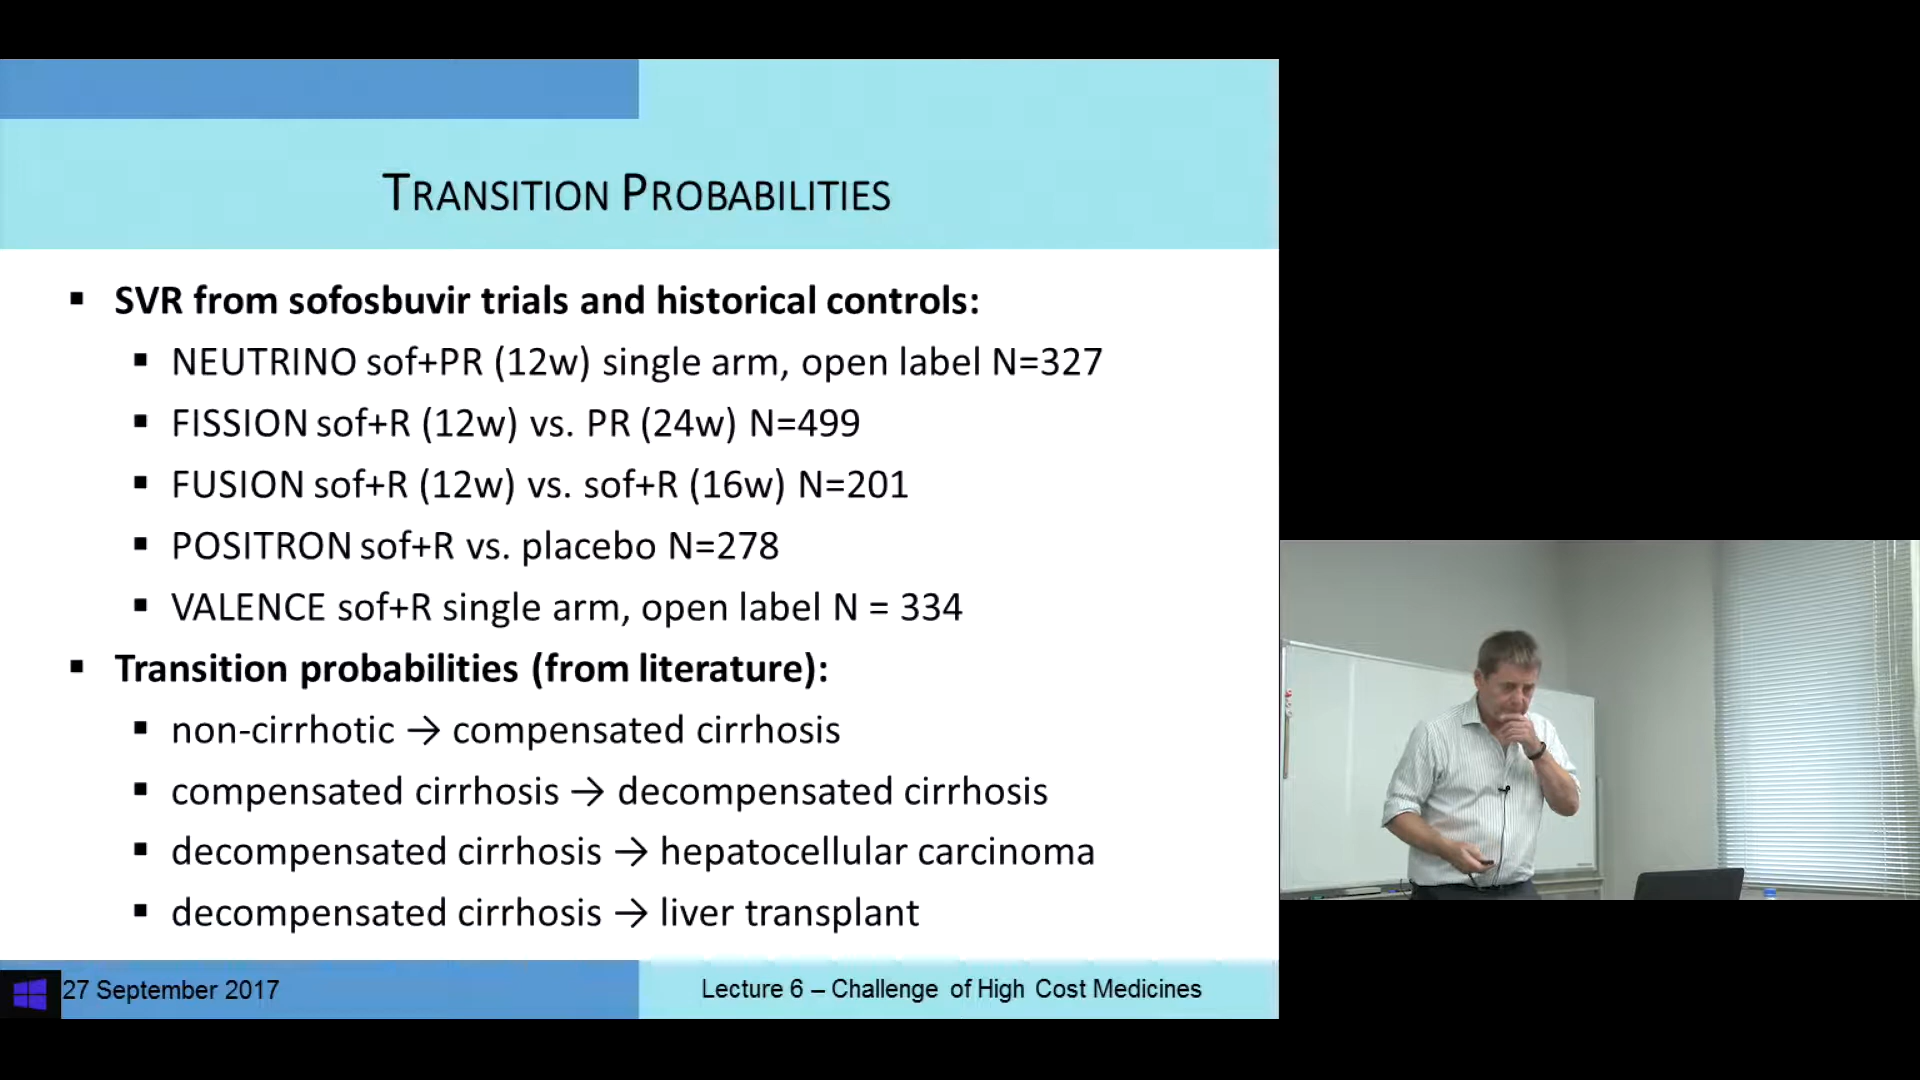 TRANSITION PROBABILITIES
▪ SVR from sofosbuvir trials and historical controls:
▪ NEUTRINO sof+PR (12w) single arm, open label N=327
▪ FISSION sof+R (12w) vs. PR (24w) N=499
▪ FUSION sof+R (12w) vs. sof+R (16w) N=201
▪ POSITRON sof+R vs. placebo N=278
▪ VALENCE sof+R single arm, open label N = 334
▪ Transition probabilities (from literature):
▪ non-cirrhotic → compensated cirrhosis
▪ compensated cirrhosis → decompensated cirrhosis
▪ decompensated cirrhosis → hepatocellular carcinoma
▪ decompensated cirrhosis → liver transplant
27 September 2017
Lecture 6 – Challenge of High Cost Medicines